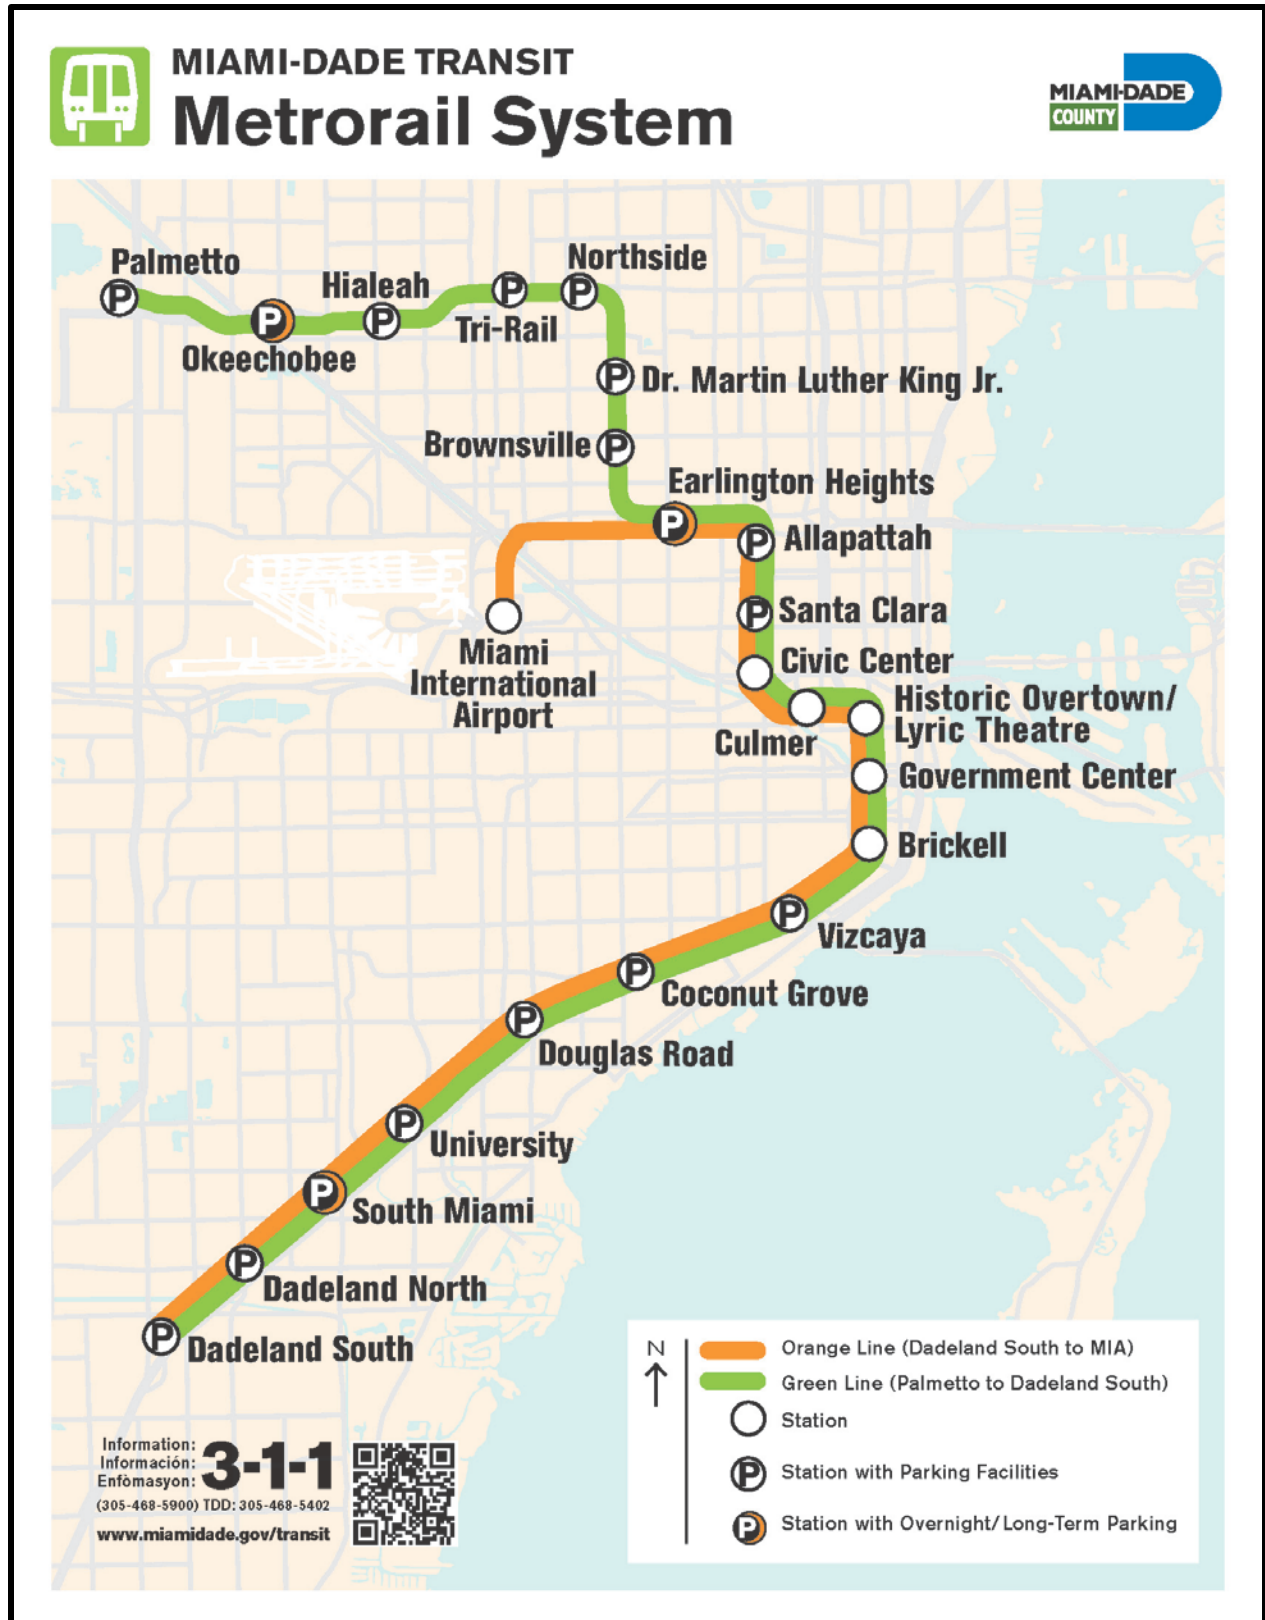 MIAMI-DADE TRANSIT
Metrorail System
MIAMI-DADE
COUNTY
Palmetto
Northside
Hialeah
Tri-Rail
Okeechobee
Dr. Martin Luther King Jr.
Brownsville
Earlington Heights
Allapattah
Santa Clara
Miami
International
Airport
Civic Center
Historic Overtown/
Lyric Theatre
Culmer
Government Center
Brickell
Vizcaya
Coconut Grove
Douglas Road
University
South Miami
Dadeland North
Dadeland South
N
Orange Line (Dadeland South to MIA)
Green Line (Palmetto to Dadeland South)
Station
P Station with Parking Facilities
P Station with Overnight/Long-Term Parking
Information:
Información:
Enfòmasyon:
3-1-1
(305-468-5900) TDD: 305-468-5402
www.miamidade.gov/transit